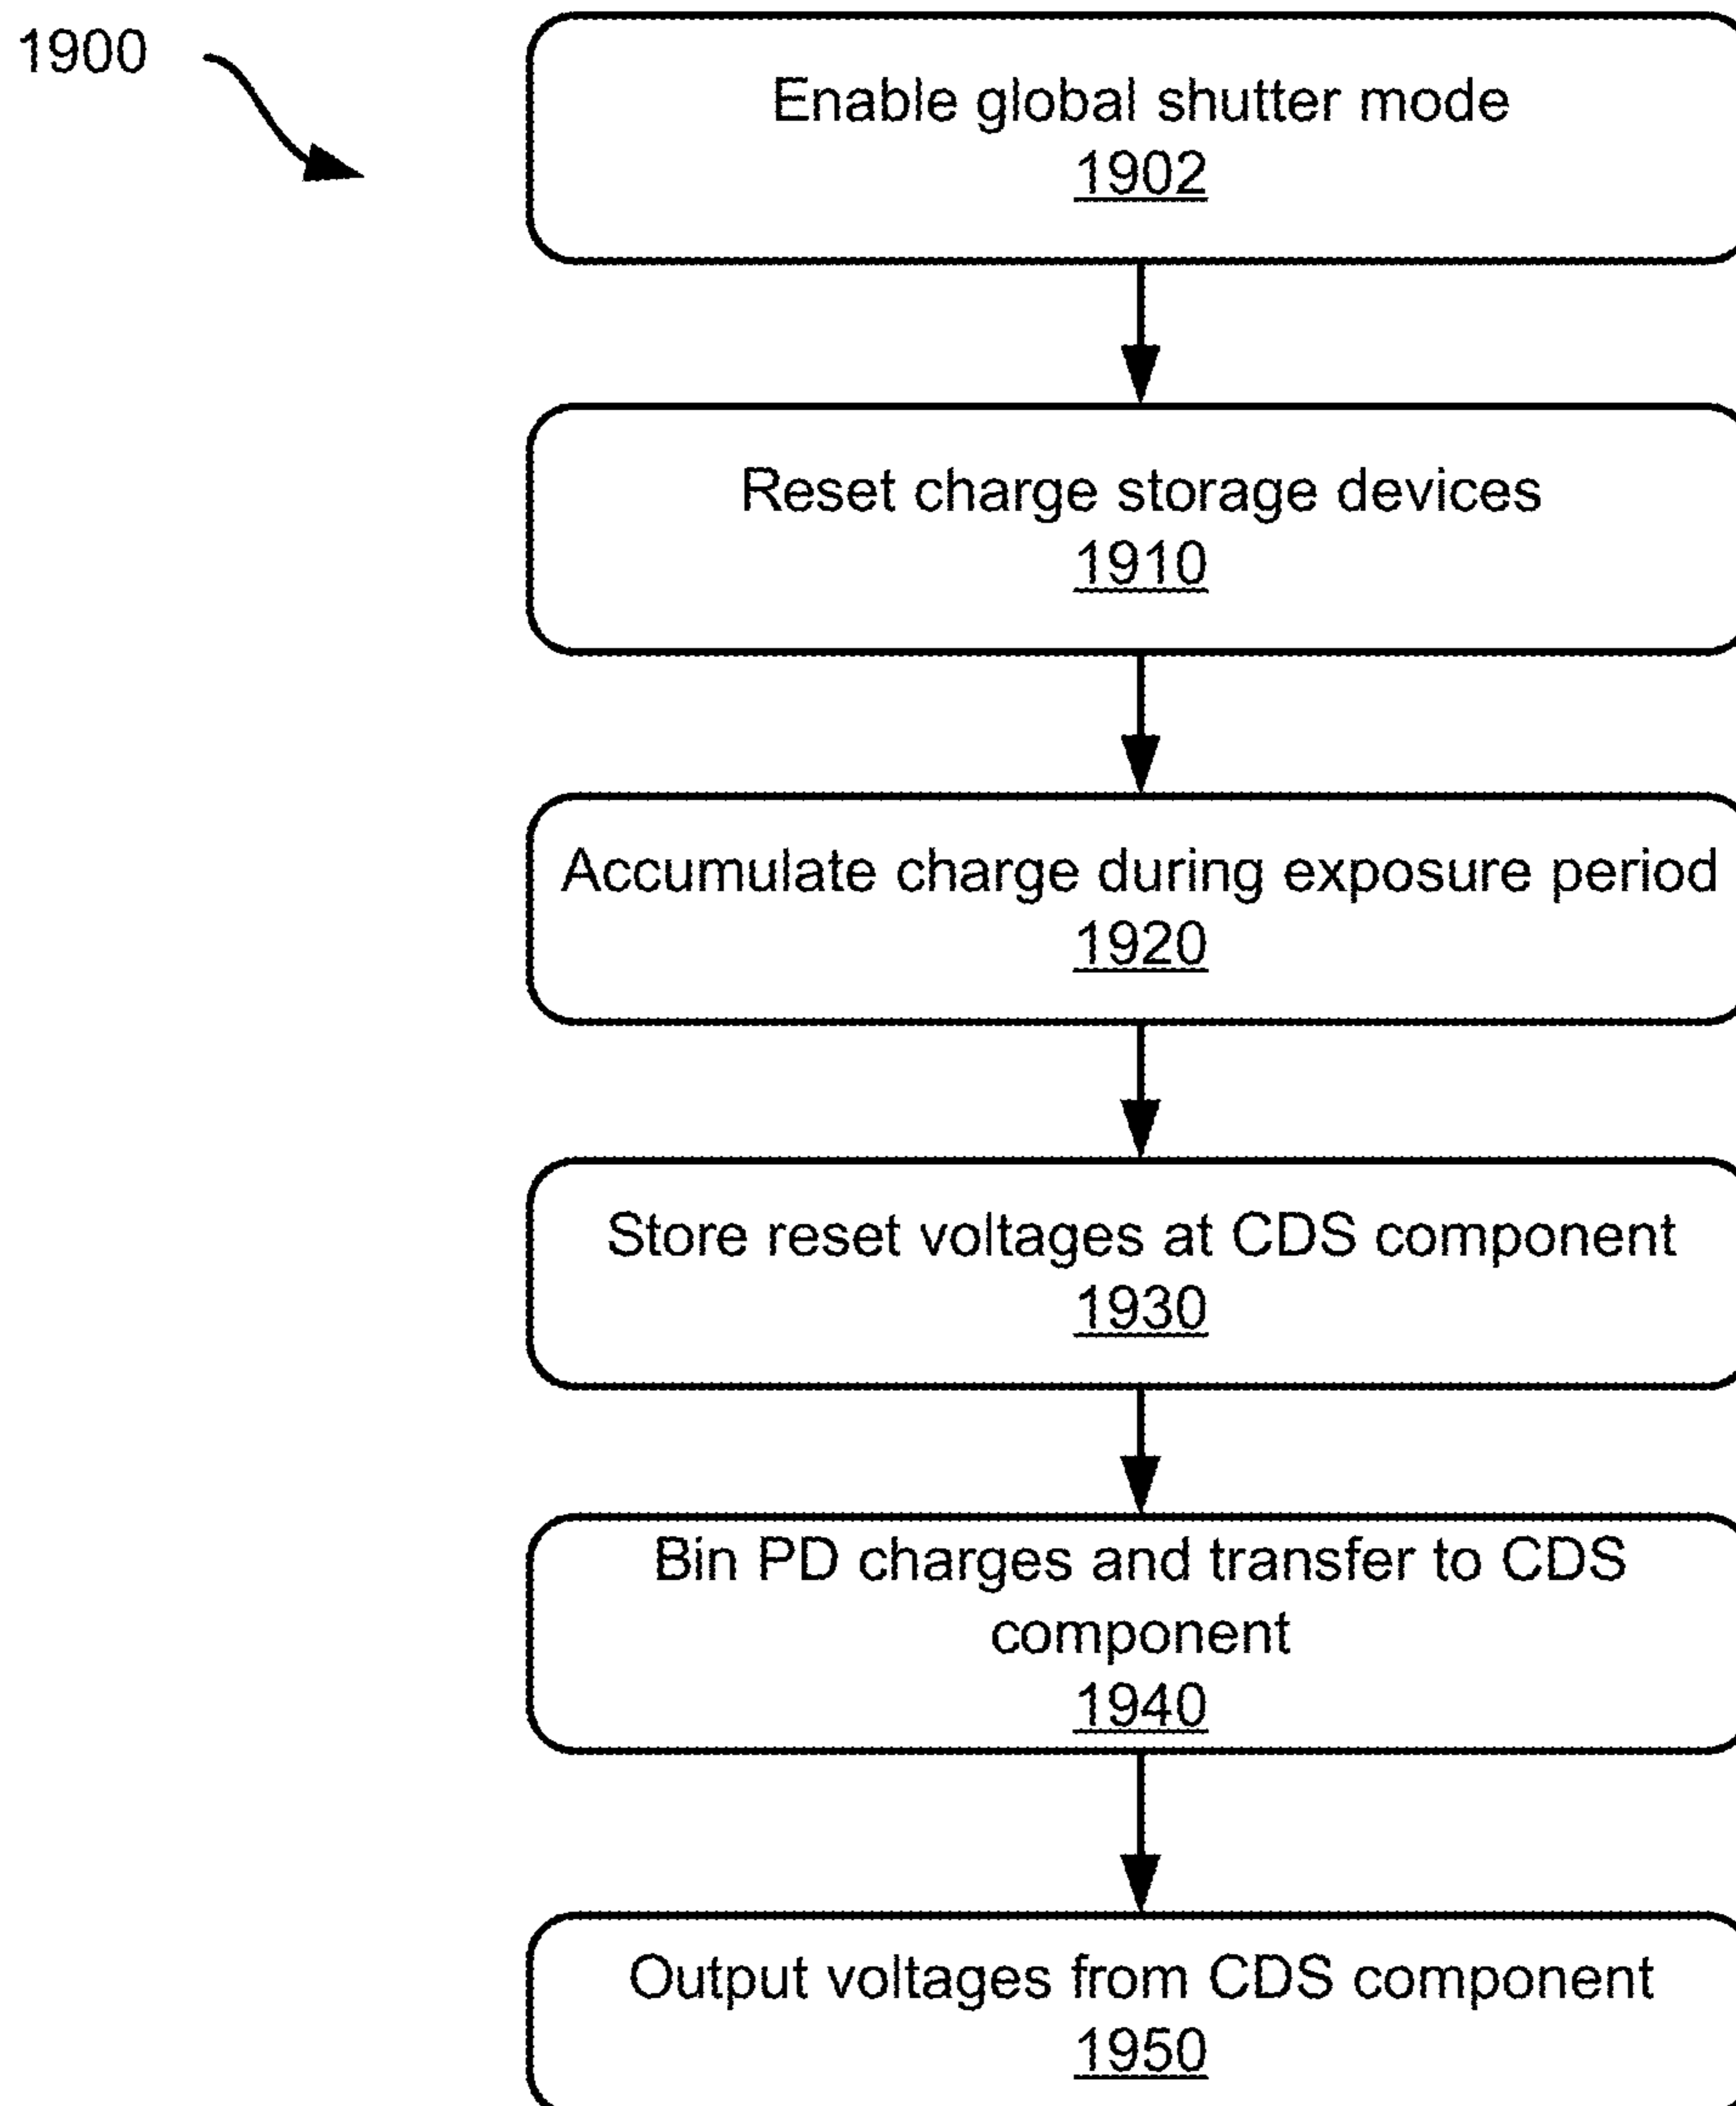 1900
Enable global shutter mode
1902
Reset charge storage devices
1910
Accumulate charge during exposure period
1920
Store reset voltages at CDS component
1930
Bin PD charges and transfer to CDS
component
1940
Output voltages from CDS component
1950